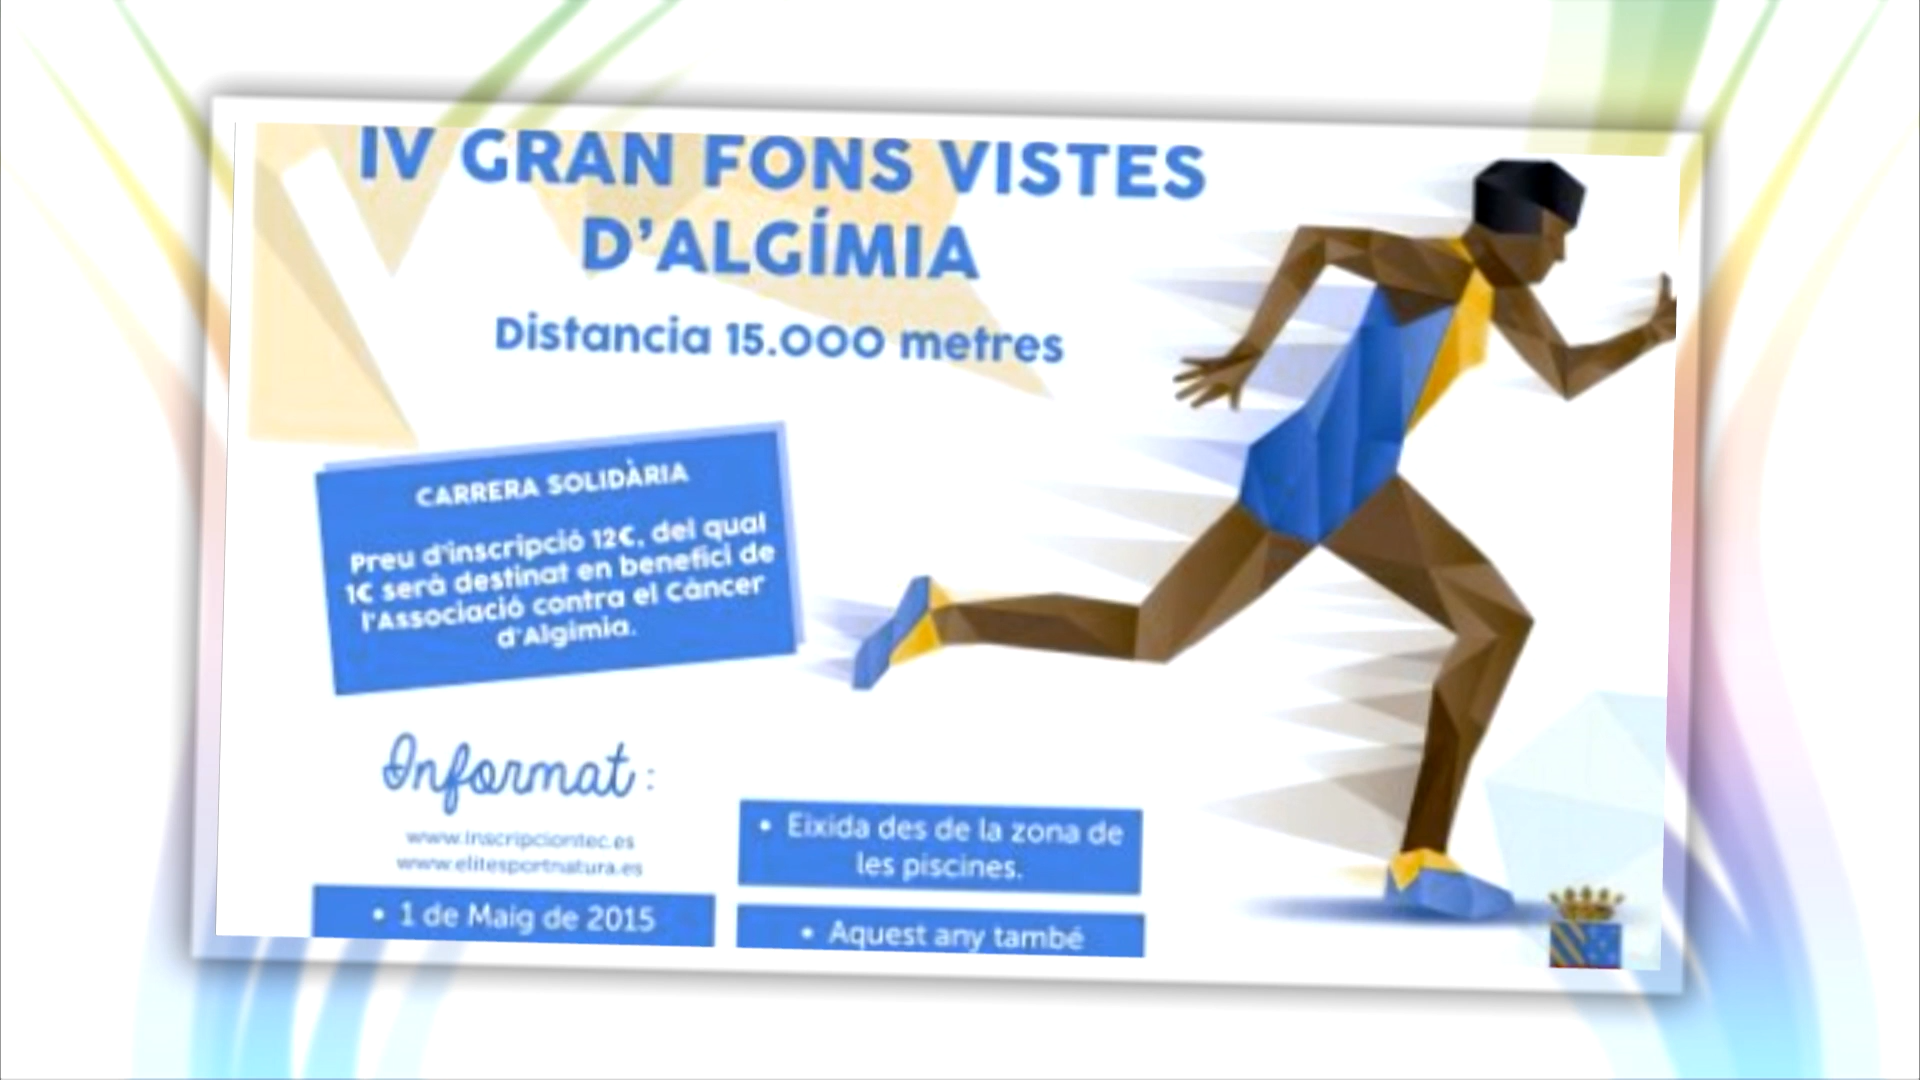 IV GRAN FONS VISTES
D'ALGÍMIA
Distancia 15.000 metres
CARRERA SOLIDÀRIA
Preu d'inscripció 12€, del qual
1€ serà destinat en benefici de
l'Associació contra el Càncer
d'Algimia.
Informat:
www.inscripciontec.es
www.elitesportnatura.es
• 1 de Maig de 2015
• Eixida des de la zona de
les piscines.
• Aquest any també